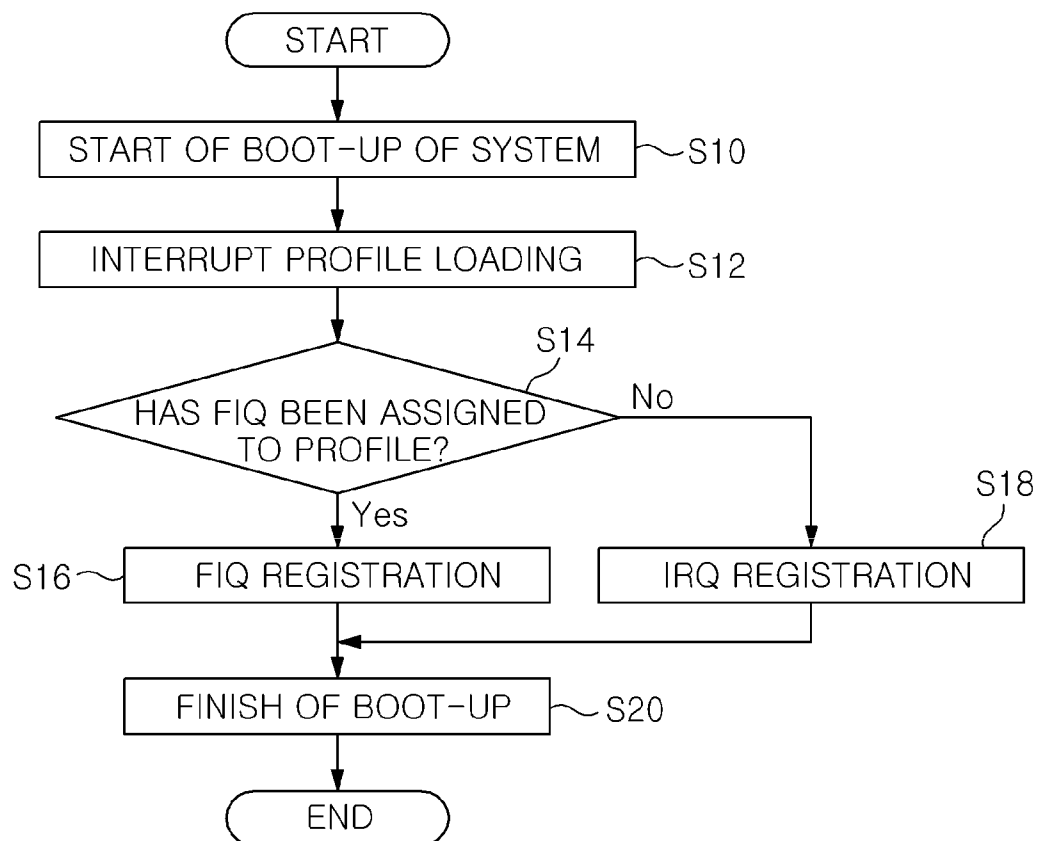 START
START OF BOOT-UP OF SYSTEM
S10
INTERRUPT PROFILE LOADING
S12
S14
HAS FIQ BEEN ASSIGNED
TO PROFILE?
No
Yes
S18
S16
FIQ REGISTRATION
IRQ REGISTRATION
FINISH OF BOOT-UP
S20
END